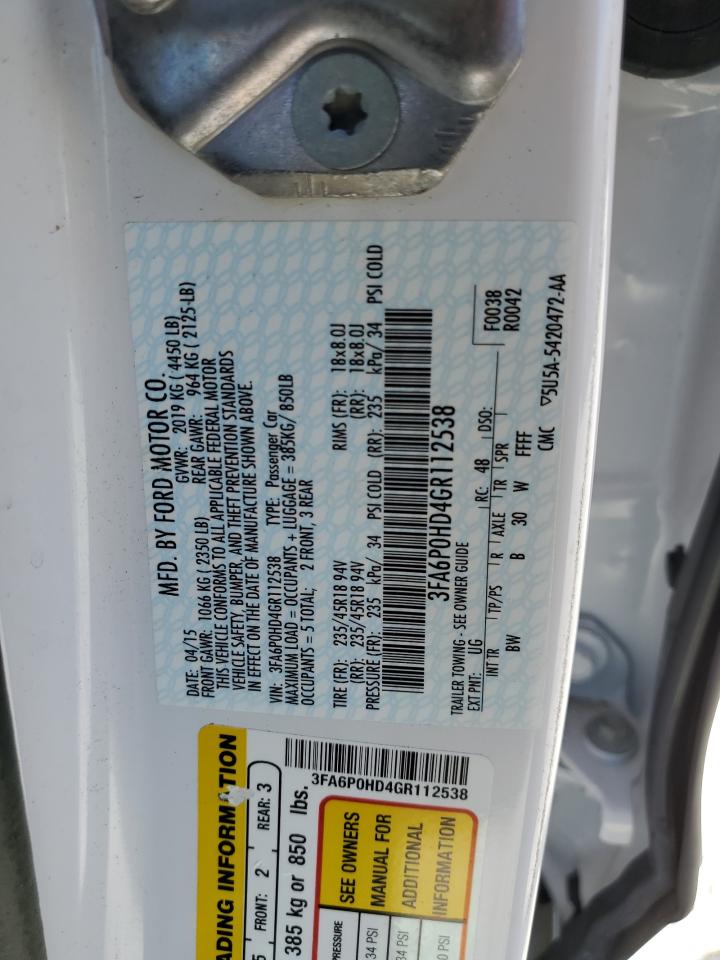 MFD. BY FORD MOTOR CO.
DATE: 04/15 GVWR: 2019 KG ( 4450 LB)
FRONT GAWR: 1066 KG ( 2350 LB) REAR GAWR: 964 KG ( 2125-LB)
THIS VEHICLE CONFORMS TO ALL APPLICABLE FEDERAL MOTOR
VEHICLE SAFETY, BUMPER, AND THEFT PREVENTION STANDARDS
IN EFFECT ON THE DATE OF MANUFACTURE SHOWN ABOVE.
VIN: 3FA6P0HD4GR112538 TYPE: Passenger Car
MAXIMUM LOAD = OCCUPANTS + LUGGAGE = 385KG/ 850LB
OCCUPANTS = 5 TOTAL; 2 FRONT, 3 REAR
TIRE (FR): 235/45R18 94V RIMS (FR): 18x8.0J
(RR): 235/45R18 94V (RR): 18x8.0J
PRESSURE (FR): 235 kPa/ 34 PSI COLD (RR): 235 kPa/ 34 PSI COLD
3FA6P0HD4GR112538
TRAILER TOWING - SEE OWNER GUIDE
EXT PNT: UG RC: 48 DSO: F0038
R0042
INT TR TP/PS R AXLE TR SPR
BW B 30 W FFFF
CMC ▽5U5A-5420472-AA
ADING INFORMATION
5 FRONT: 2 REAR: 3
385 kg or 850 lbs.
3FA6P0HD4GR112538
PRESSURE SEE OWNERS
34 PSI MANUAL FOR
34 PSI ADDITIONAL
0 PSI INFORMATION